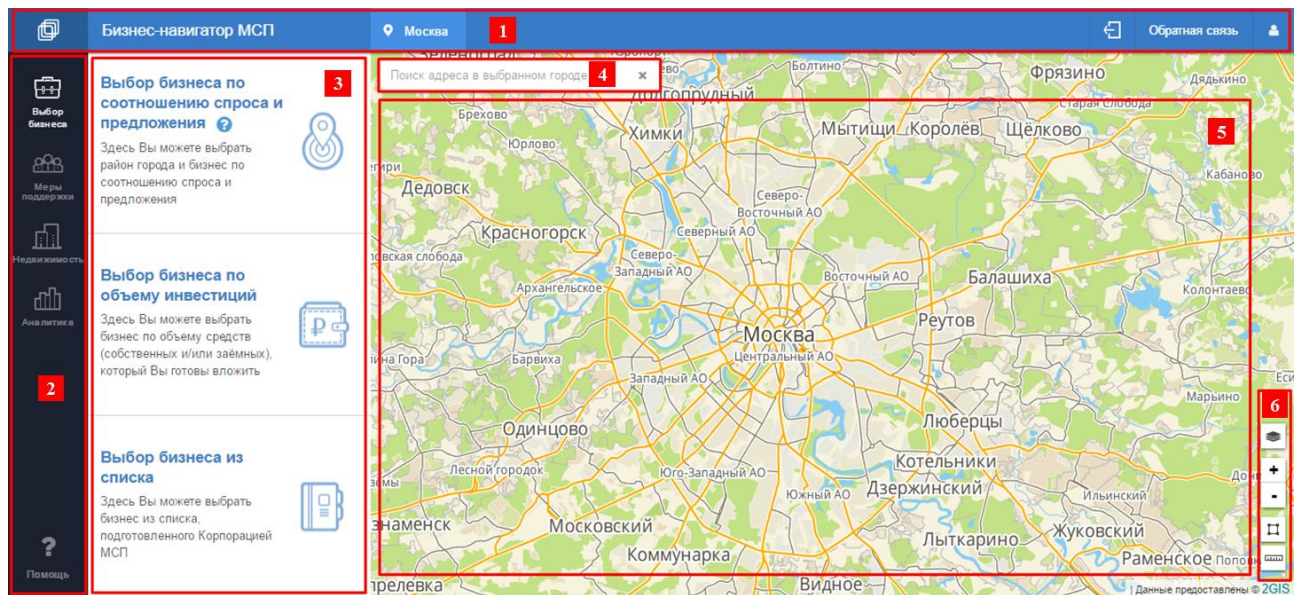 Бизнес-навигатор МСП
Москва
1
Обратная связь
Выбор
бизнеса
Меры
поддержки
Недвижимость
Аналитика
2
?
Помощь
3
Выбор бизнеса по
соотношению спроса и
предложения ?
Здесь Вы можете выбрать
район города и бизнес по
соотношению спроса и
предложения
Выбор бизнеса по
объему инвестиций
Здесь Вы можете выбрать
бизнес по объему средств
(собственных и/или заёмных),
который Вы готовы вложить
Выбор бизнеса из
списка
Здесь Вы можете выбрать
бизнес из списка,
подготовленного Корпорацией
МСП
Поиск адреса в выбранном городе
4
×
5
Зеленоград
Болтино
Фрязино
Дядькино
Долгопрудный
Старая Слобода
Брехово
Химки
Мытищи
Королёв
Щёлково
Юрлово
Кабаново
Дедовск
Северо-
Восточный АО
Красногорск
Северный АО
Северо-
Западный АО
Восточный АО
Балашиха
Архангельское
Колонтаево
Реутов
Москва
Центральный АО
Барвиха
Западный АО
Марьино
Одинцово
Люберцы
Лесной городок
Юго-Западный АО
Котельники
Южный АО
Дзержинский
Ильинский
Московский
Лыткарино
Жуковский
Коммунарка
Раменское
Видное
6
+
-
Данные предоставлены © 2GIS